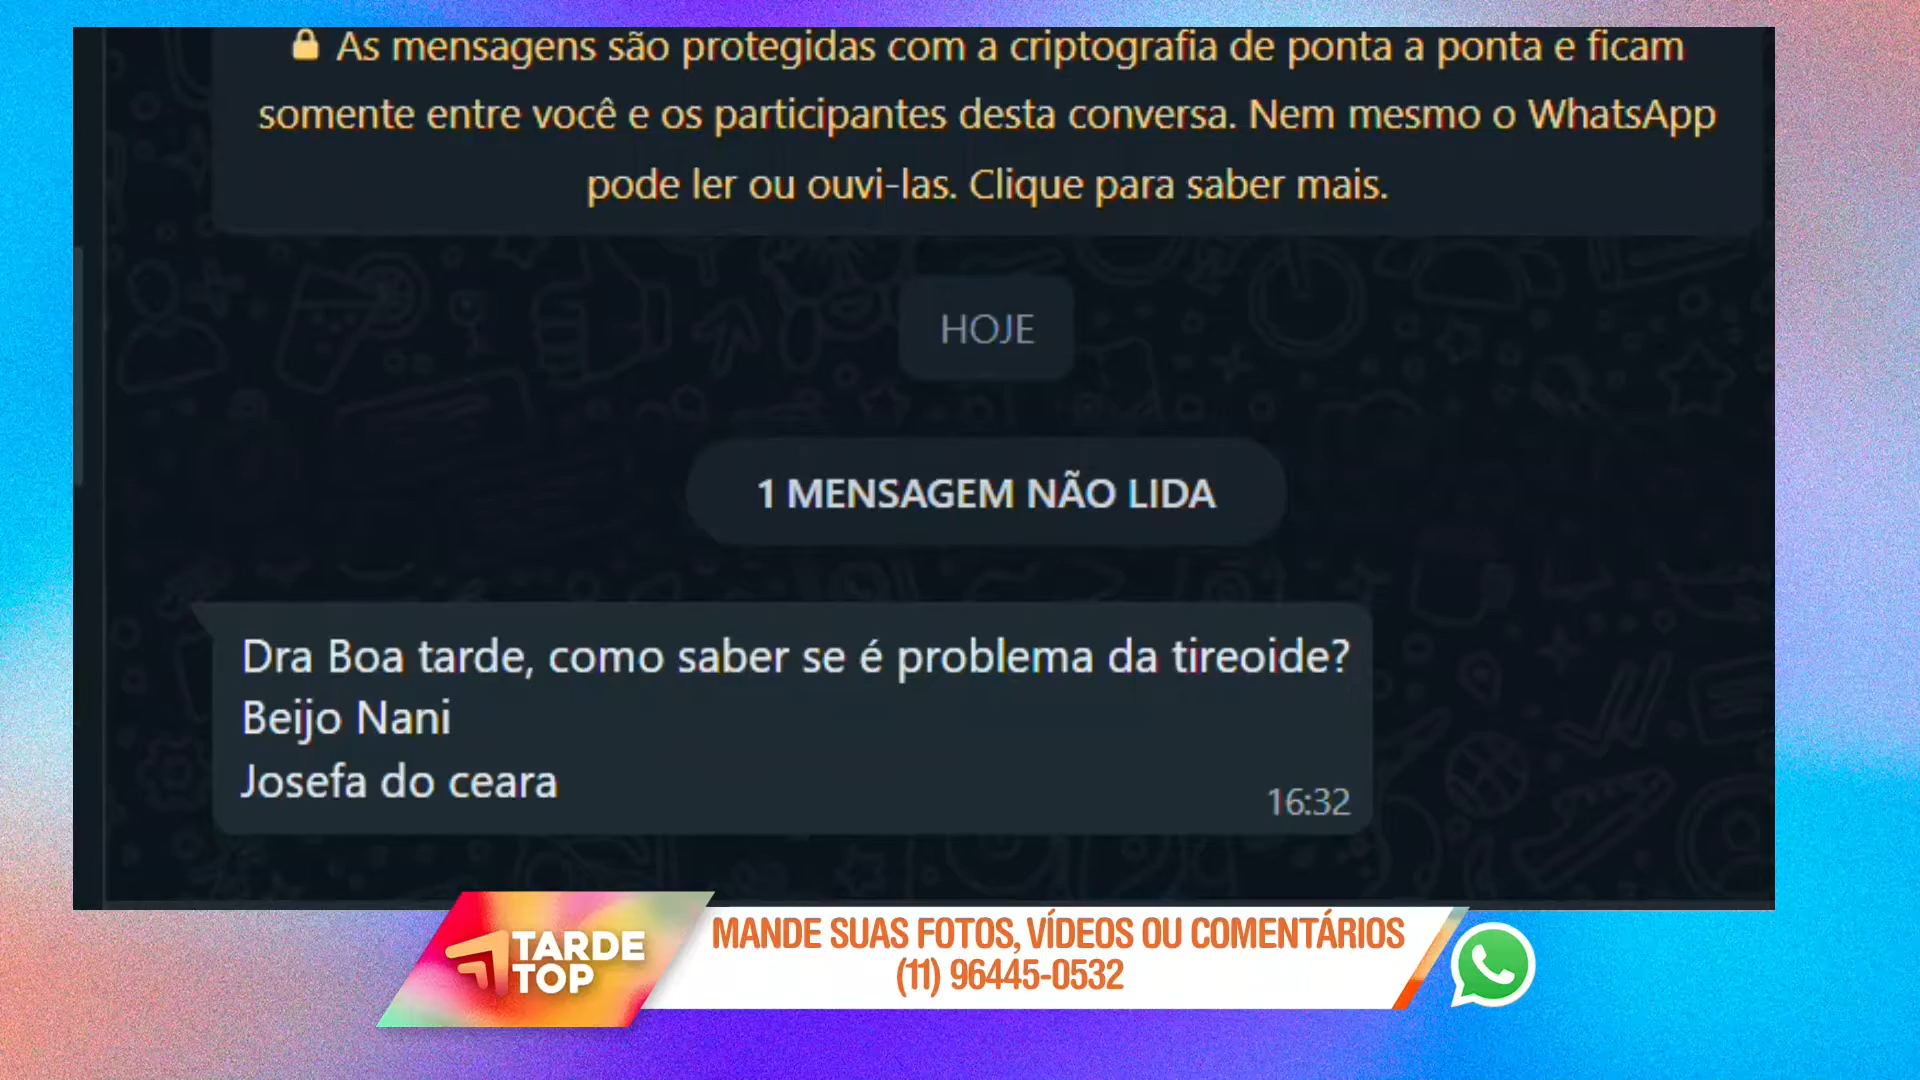 As mensagens são protegidas com a criptografia de ponta a ponta e ficam
somente entre você e os participantes desta conversa. Nem mesmo o WhatsApp
pode ler ou ouvi-las. Clique para saber mais.
HOJE
1 MENSAGEM NÃO LIDA
Dra Boa tarde, como saber se é problema da tireoide?
Beijo Nani
Josefa do ceara
16:32
TARDE
TOP
MANDE SUAS FOTOS, VÍDEOS OU COMENTÁRIOS
(11) 96445-0532